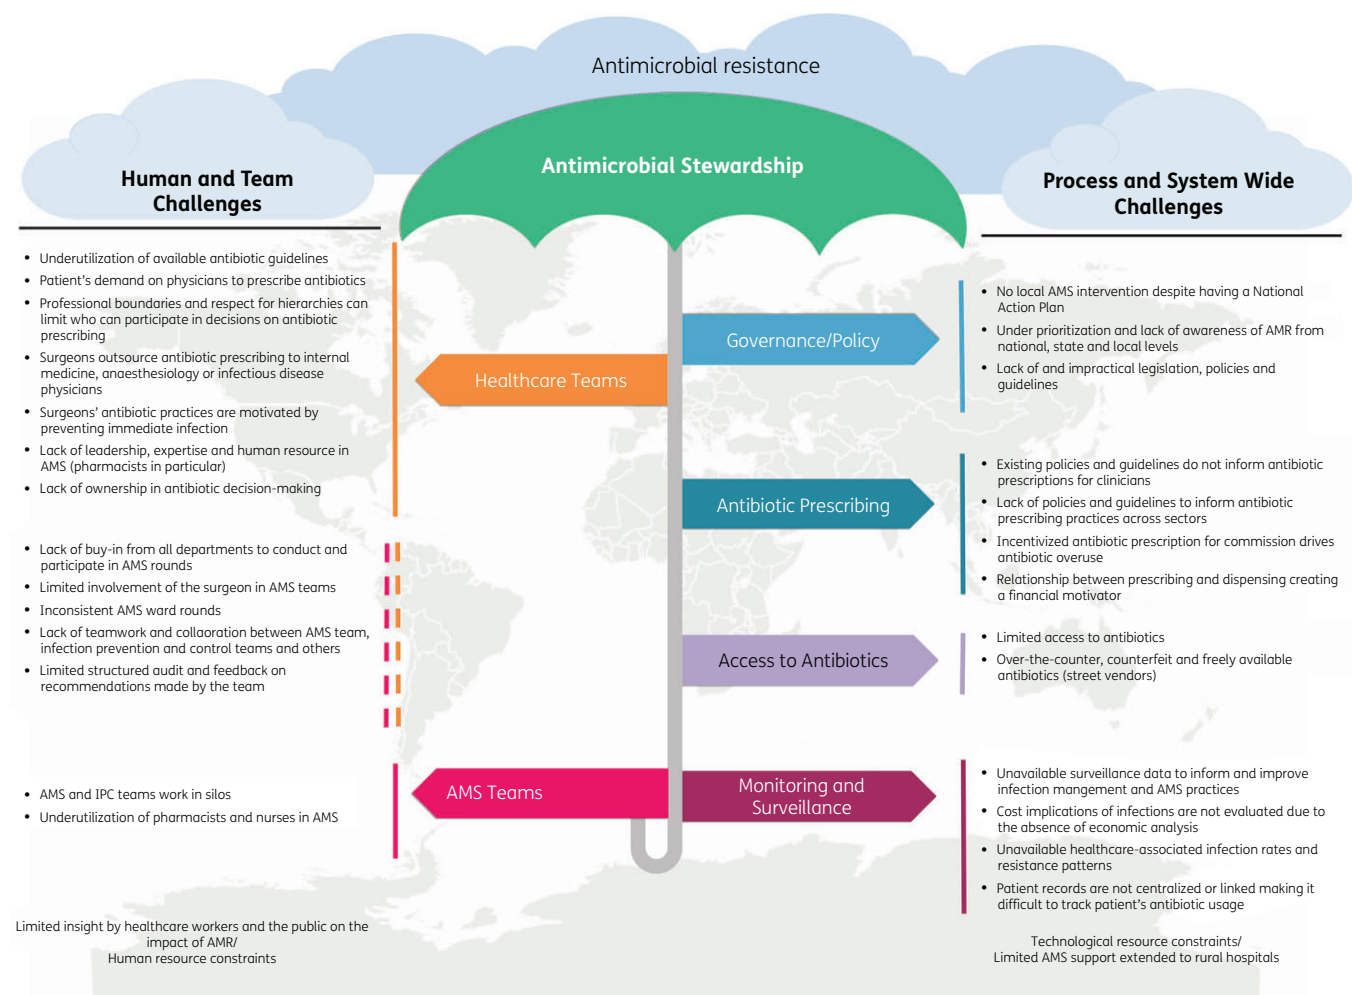 Antimicrobial resistance
Antimicrobial Stewardship
Human and Team
Challenges
• Underutilization of available antibiotic guidelines
• Patient's demand on physicians to prescribe antibiotics
• Professional boundaries and respect for hierarchies can
limit who can participate in decisions on antibiotic
prescribing
• Surgeons outsource antibiotic prescribing to internal
medicine, anaesthesiology or infectious disease
physicians
• Surgeons' antibiotic practices are motivated by
preventing immediate infection
• Lack of leadership, expertise and human resource in
AMS (pharmacists in particular)
• Lack of ownership in antibiotic decision-making
• Lack of buy-in from all departments to conduct and
participate in AMS rounds
• Limited involvement of the surgeon in AMS teams
• Inconsistent AMS ward rounds
• Lack of teamwork and collaoration between AMS team,
infection prevention and control teams and others
• Limited structured audit and feedback on
recommendations made by the team
• AMS and IPC teams work in silos
• Underutilization of pharmacists and nurses in AMS
Limited insight by healthcare workers and the public on the
impact of AMR/
Human resource constraints
Healthcare Teams
AMS Teams
Governance/Policy
Antibiotic Prescribing
Access to Antibiotics
Monitoring and
Surveillance
Process and System Wide
Challenges
• No local AMS intervention despite having a National
Action Plan
• Under prioritization and lack of awareness of AMR from
national, state and local levels
• Lack of and impractical legislation, policies and
guidelines
• Existing policies and guidelines do not inform antibiotic
prescriptions for clinicians
• Lack of policies and guidelines to inform antibiotic
prescribing practices across sectors
• Incentivized antibiotic prescription for commission drives
antibiotic overuse
• Relationship between prescribing and dispensing creating
a financial motivator
• Limited access to antibiotics
• Over-the-counter, counterfeit and freely available
antibiotics (street vendors)
• Unavailable surveillance data to inform and improve
infection mangement and AMS practices
• Cost implications of infections are not evaluated due to
the absence of economic analysis
• Unavailable healthcare-associated infection rates and
resistance patterns
• Patient records are not centralized or linked making it
difficult to track patient's antibiotic usage
Technological resource constraints/
Limited AMS support extended to rural hospitals